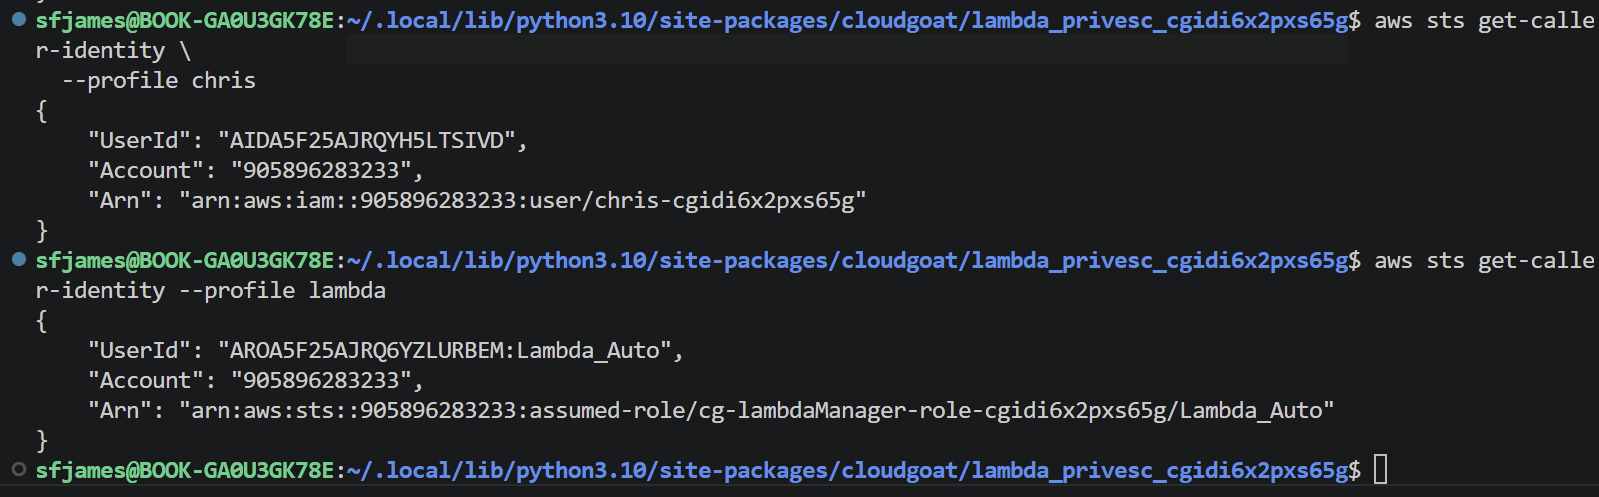 sfjames@BOOK-GA0U3GK78E:~/.local/lib/python3.10/site-packages/cloudgoat/lambda_privesc_cgidi6x2pxs65g$ aws sts get-calle
r-identity \
  --profile chris
{
    "UserId": "AIDA5F25AJRQYH5LTSIVD",
    "Account": "905896283233",
    "Arn": "arn:aws:iam::905896283233:user/chris-cgidi6x2pxs65g"
}
sfjames@BOOK-GA0U3GK78E:~/.local/lib/python3.10/site-packages/cloudgoat/lambda_privesc_cgidi6x2pxs65g$ aws sts get-calle
r-identity --profile lambda
{
    "UserId": "AROA5F25AJRQ6YZLURBEM:Lambda_Auto",
    "Account": "905896283233",
    "Arn": "arn:aws:sts::905896283233:assumed-role/cg-lambdaManager-role-cgidi6x2pxs65g/Lambda_Auto"
}
sfjames@BOOK-GA0U3GK78E:~/.local/lib/python3.10/site-packages/cloudgoat/lambda_privesc_cgidi6x2pxs65g$